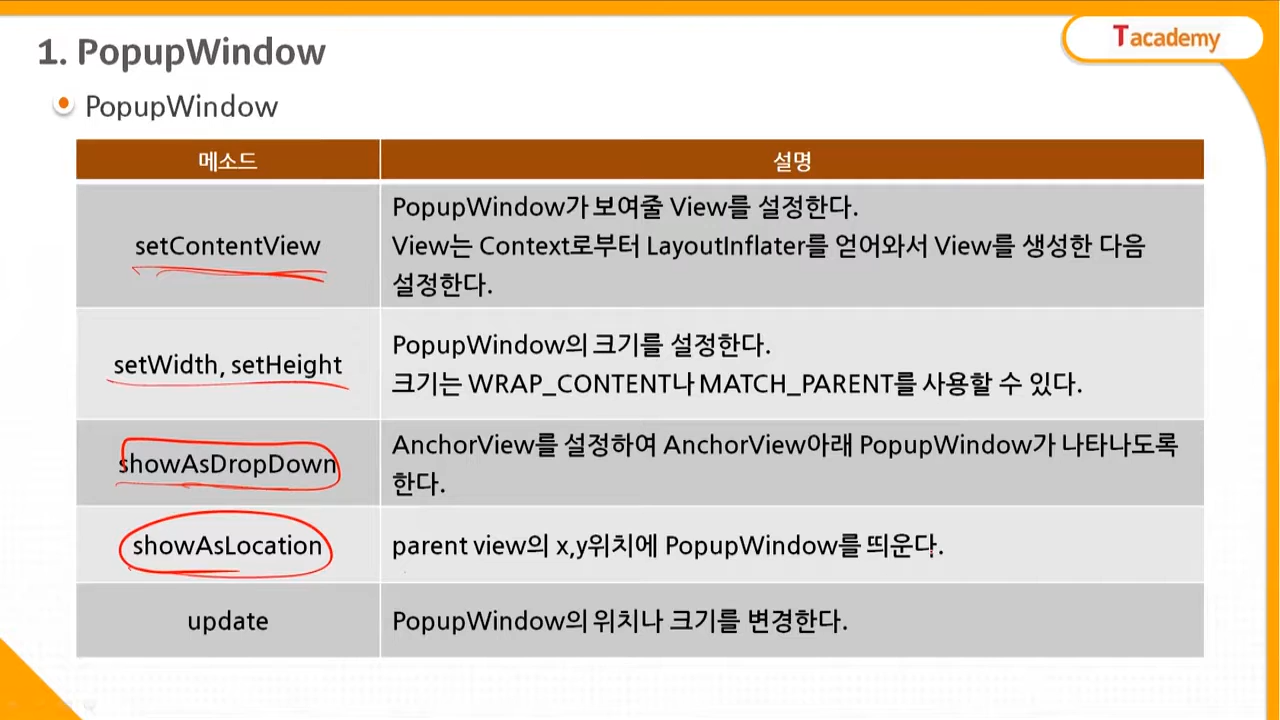 1. PopupWindow
Tacademy
PopupWindow
메소드 설명
setContentView
PopupWindow가 보여줄 View를 설정한다.
View는 Context로부터 LayoutInflater를 얻어와서 View를 생성한 다음
설정한다.
setWidth, setHeight
PopupWindow의 크기를 설정한다.
크기는 WRAP_CONTENT나 MATCH_PARENT를 사용할 수 있다.
showAsDropDown
AnchorView를 설정하여 AnchorView아래 PopupWindow가 나타나도록
한다.
showAsLocation parent view의 x,y위치에 PopupWindow를 띄운다.
update PopupWindow의 위치나 크기를 변경한다.